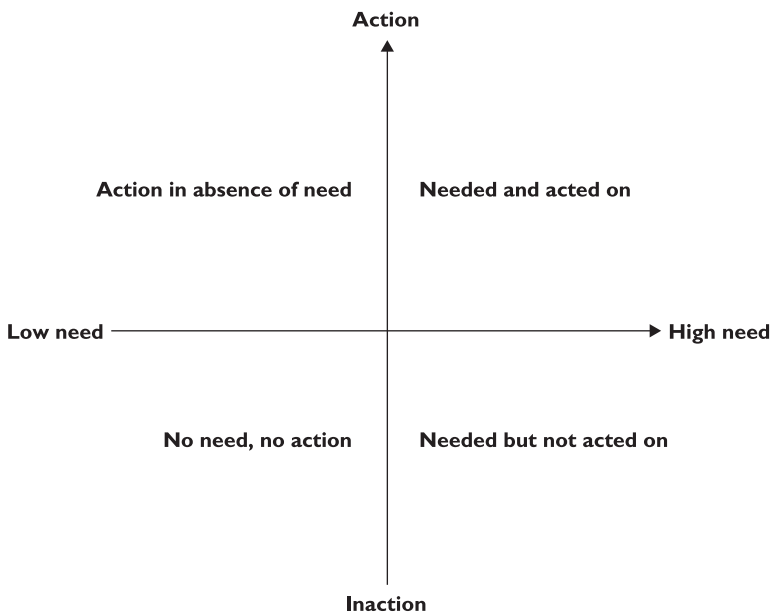 Action
Action in absence of need
Needed and acted on
Low need
High need
No need, no action
Needed but not acted on
Inaction